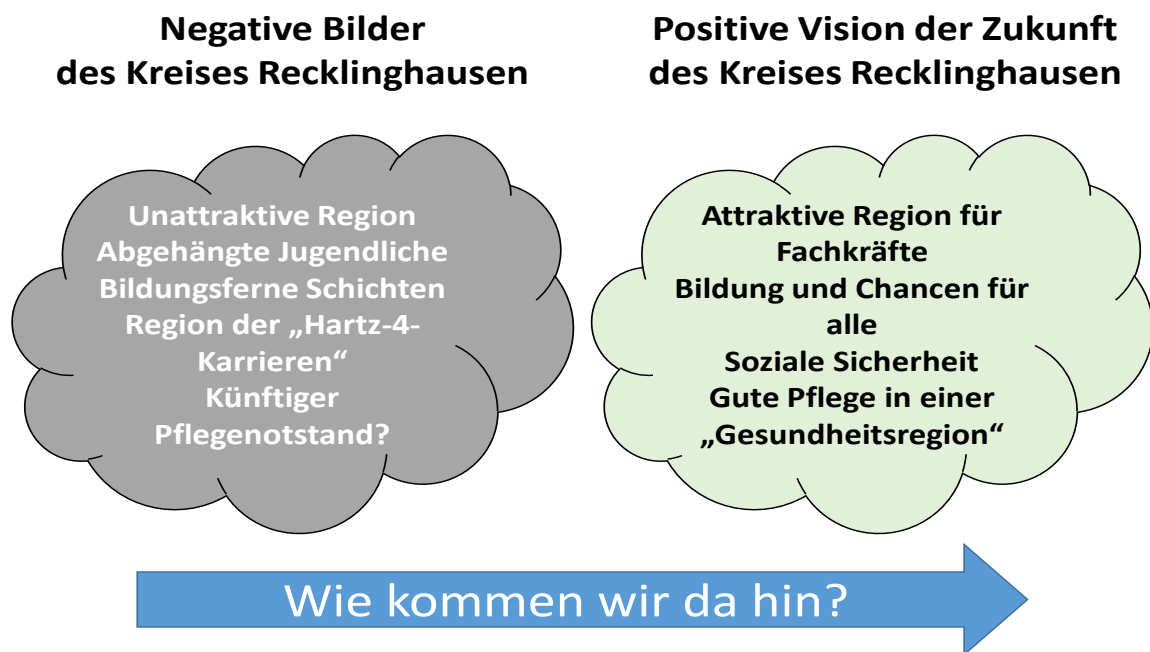 Negative Bilder
des Kreises Recklinghausen
Unattraktive Region
Abgehängte Jugendliche
Bildungsferne Schichten
Region der „Hartz-4-
Karrieren“
Künftiger
Pflegenotstand?
Positive Vision der Zukunft
des Kreises Recklinghausen
Attraktive Region für
Fachkräfte
Bildung und Chancen für
alle
Soziale Sicherheit
Gute Pflege in einer
„Gesundheitsregion“
Wie kommen wir da hin?